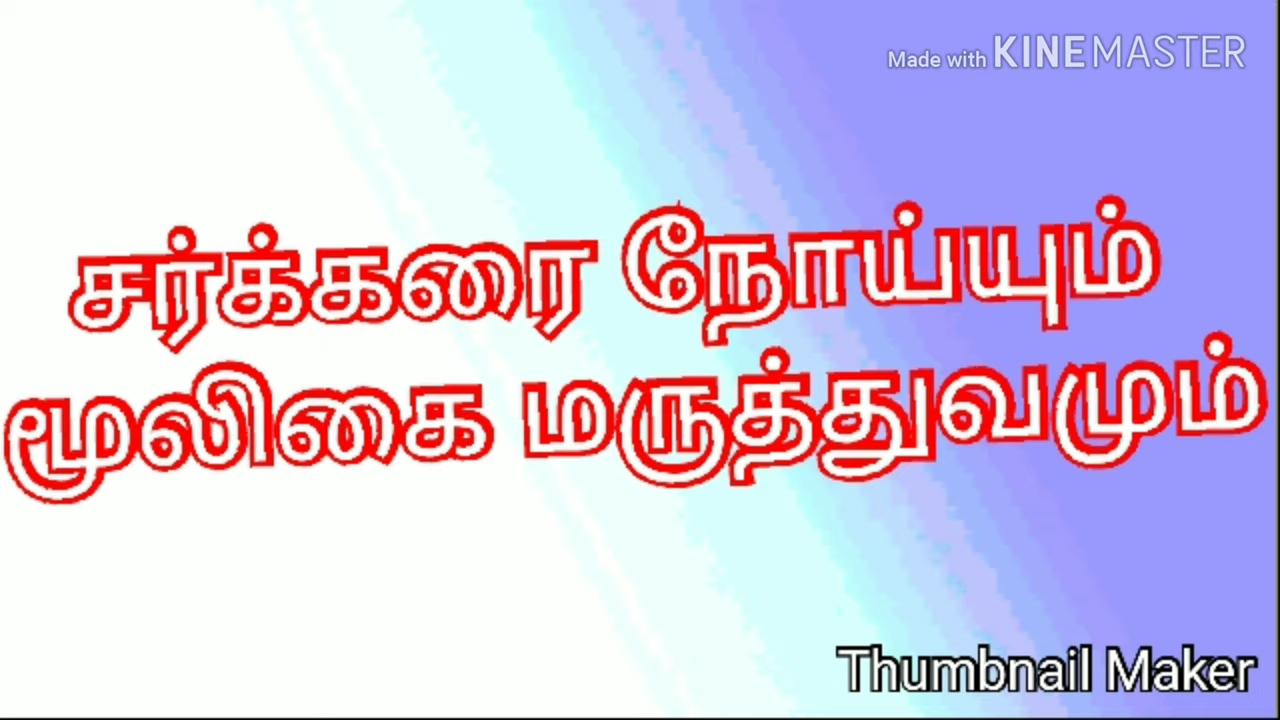 Made with KINEMASTER
சர்க்கரை நோய்யும்
மூலிகை மருத்துவமும்
Thumbnail Maker